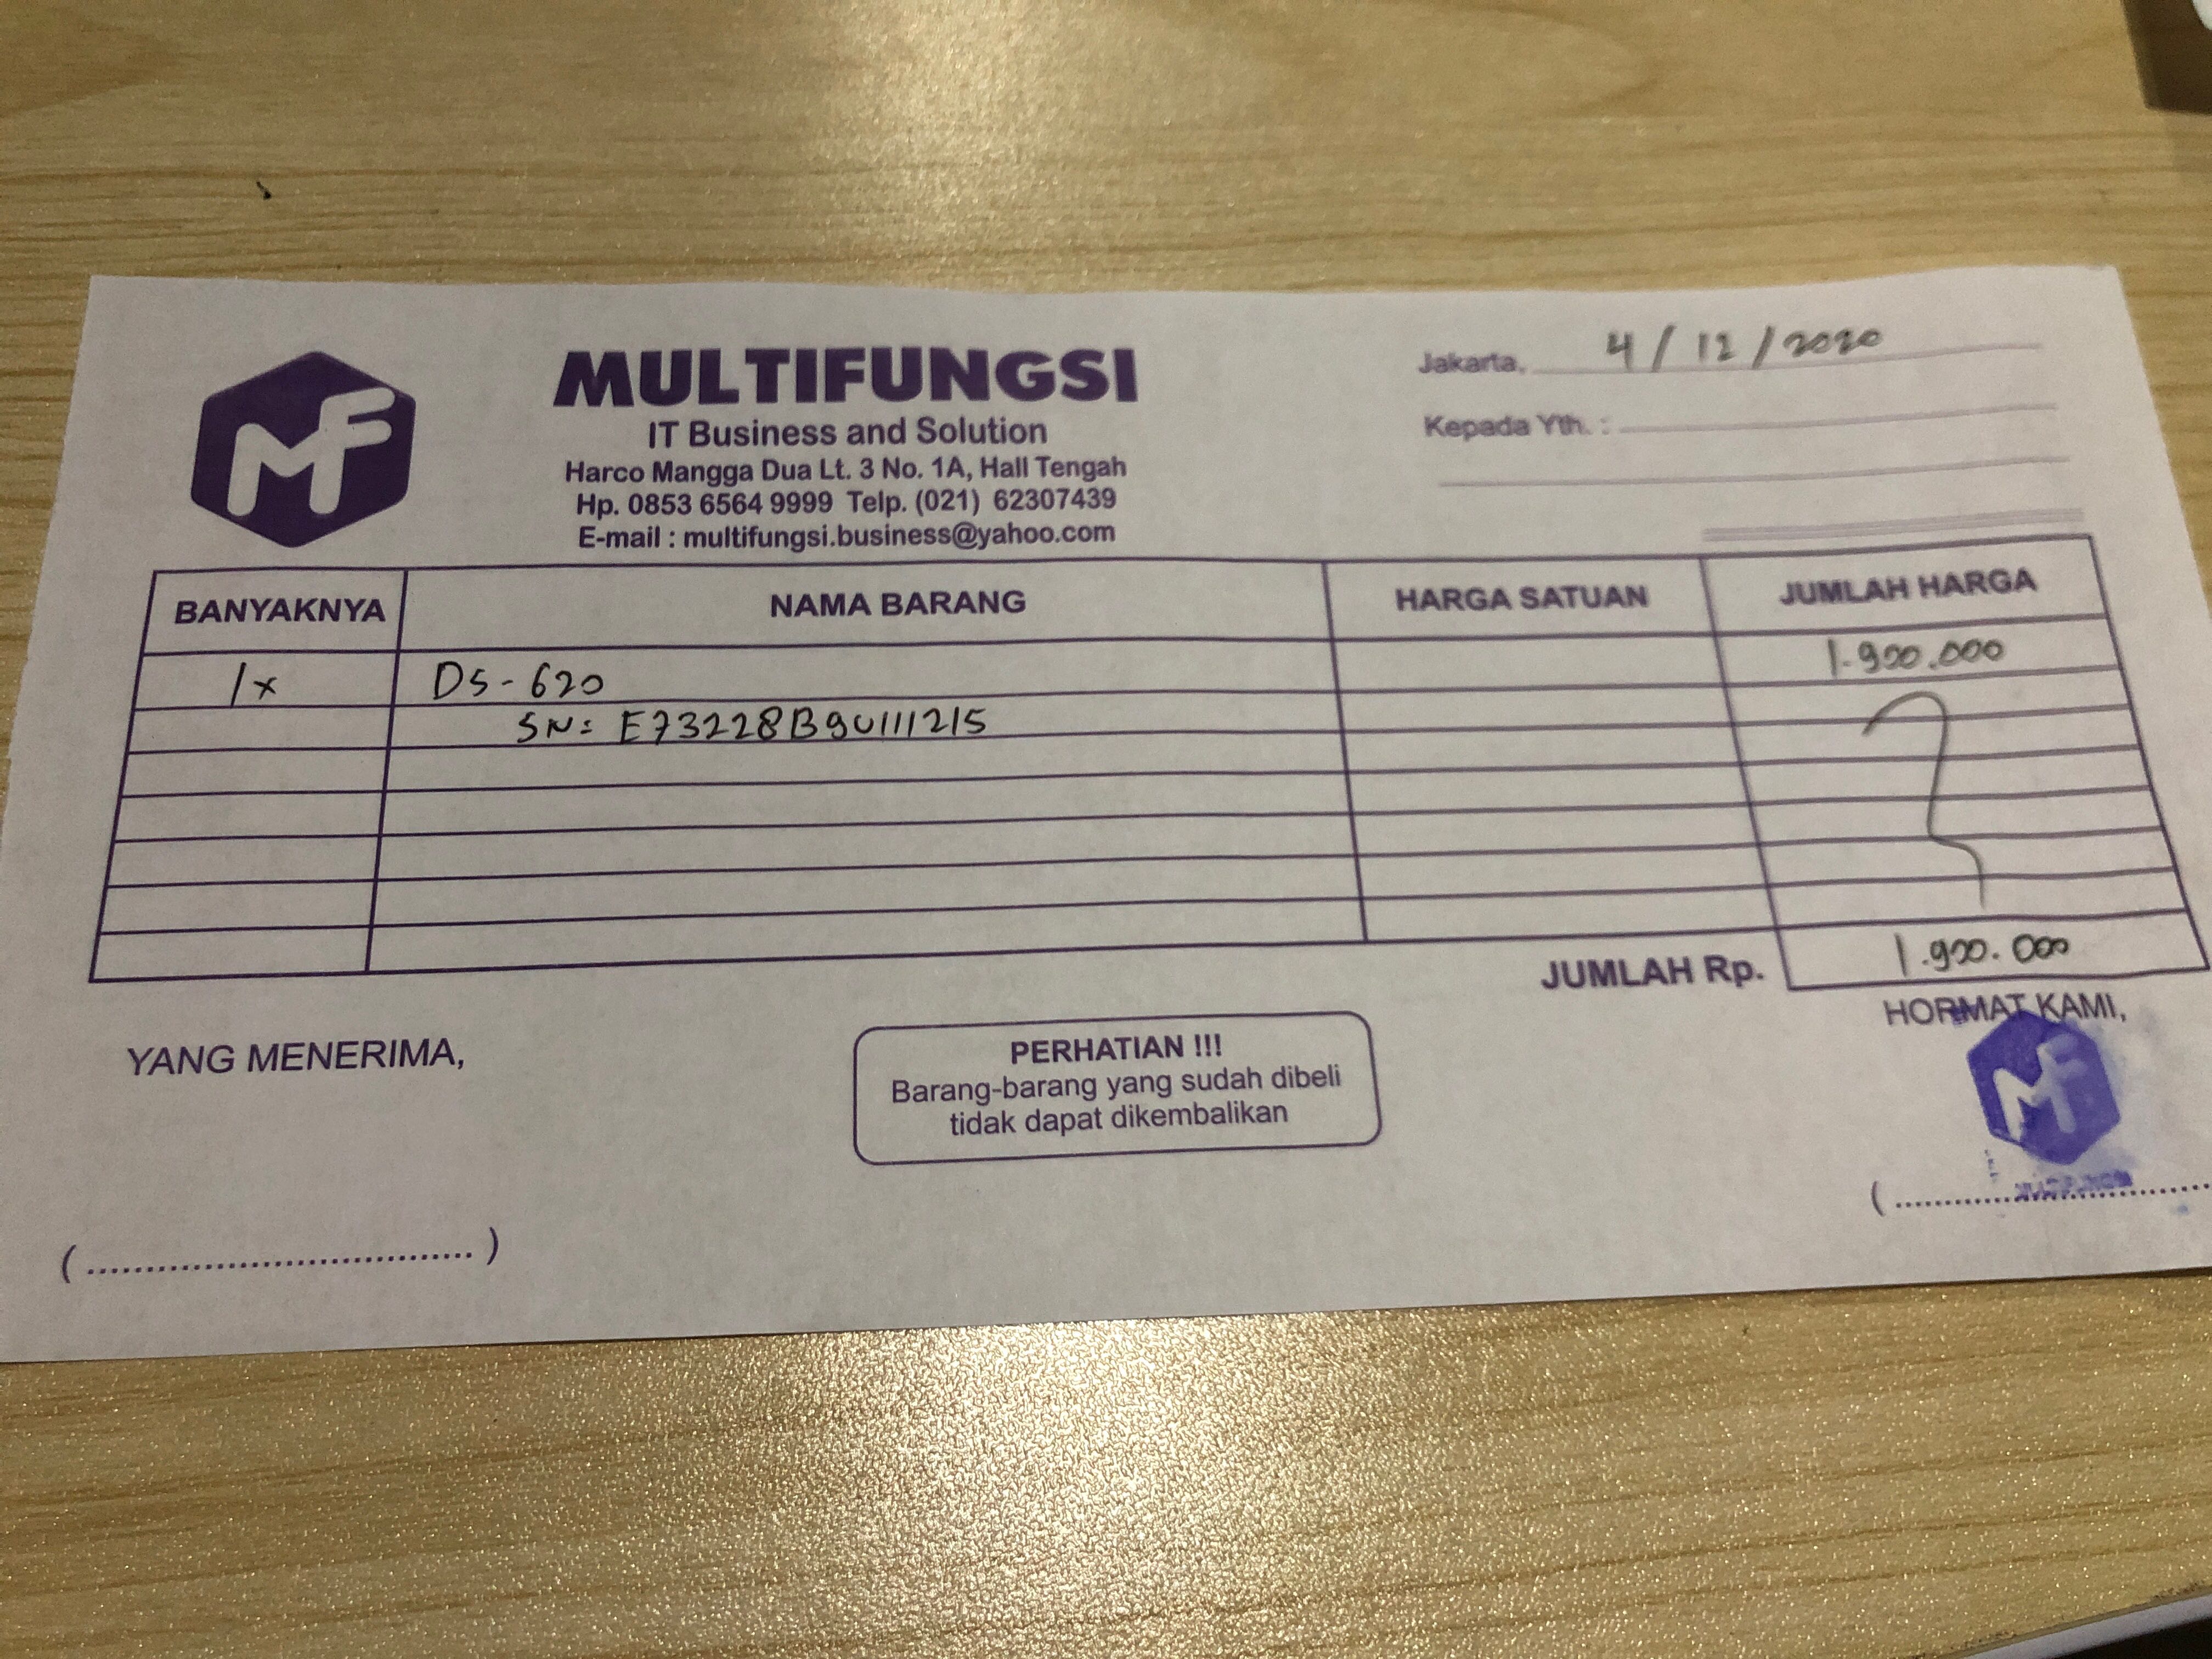 MF
MULTIFUNGSI
IT Business and Solution
Harco Mangga Dua Lt. 3 No. 1A, Hall Tengah
Hp. 0853 6564 9999 Telp. (021) 62307439
E-mail : multifungsi.business@yahoo.com
Jakarta, 4/12/2020
Kepada Yth. :
BANYAKNYA NAMA BARANG HARGA SATUAN JUMLAH HARGA
1x DS-620 1.900.000
SN: E73228B9U111215
JUMLAH Rp. 1.900.000
YANG MENERIMA,
PERHATIAN !!!
Barang-barang yang sudah dibeli
tidak dapat dikembalikan
HORMAT KAMI,
MF
MULTIFUNGSI
(................................)
(................................